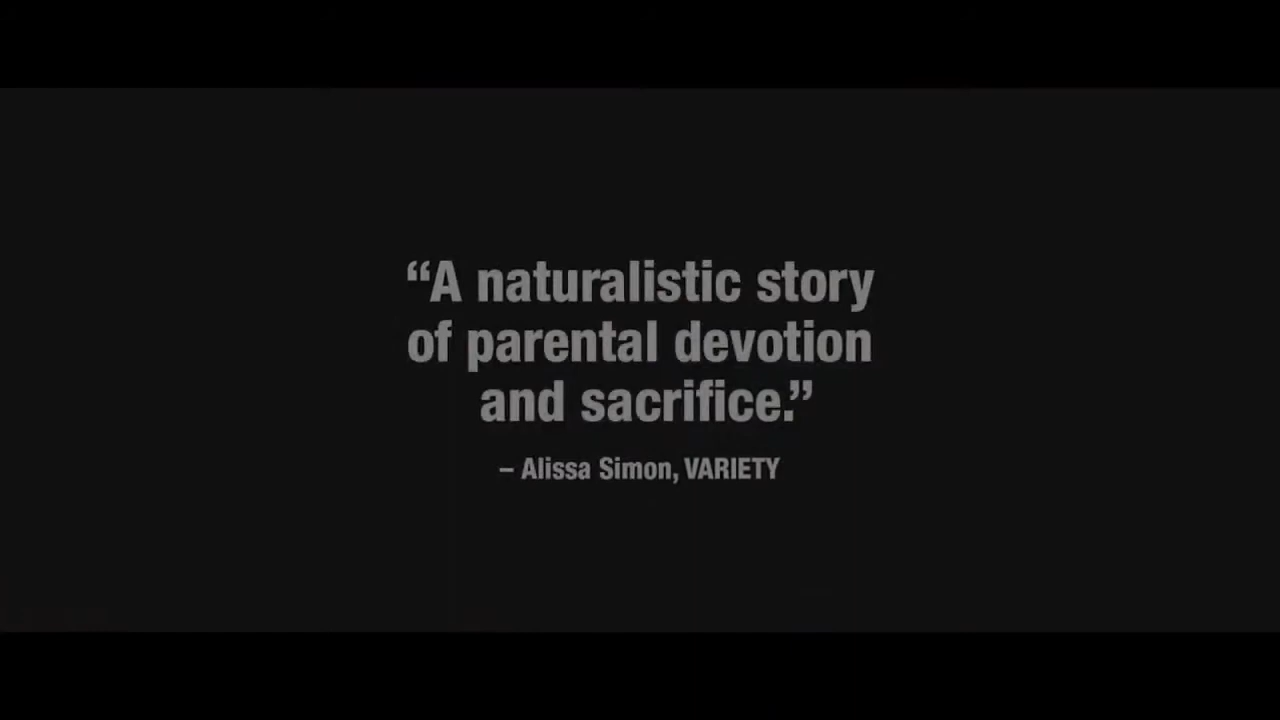 “A naturalistic story
of parental devotion
and sacrifice.”
– Alissa Simon, VARIETY